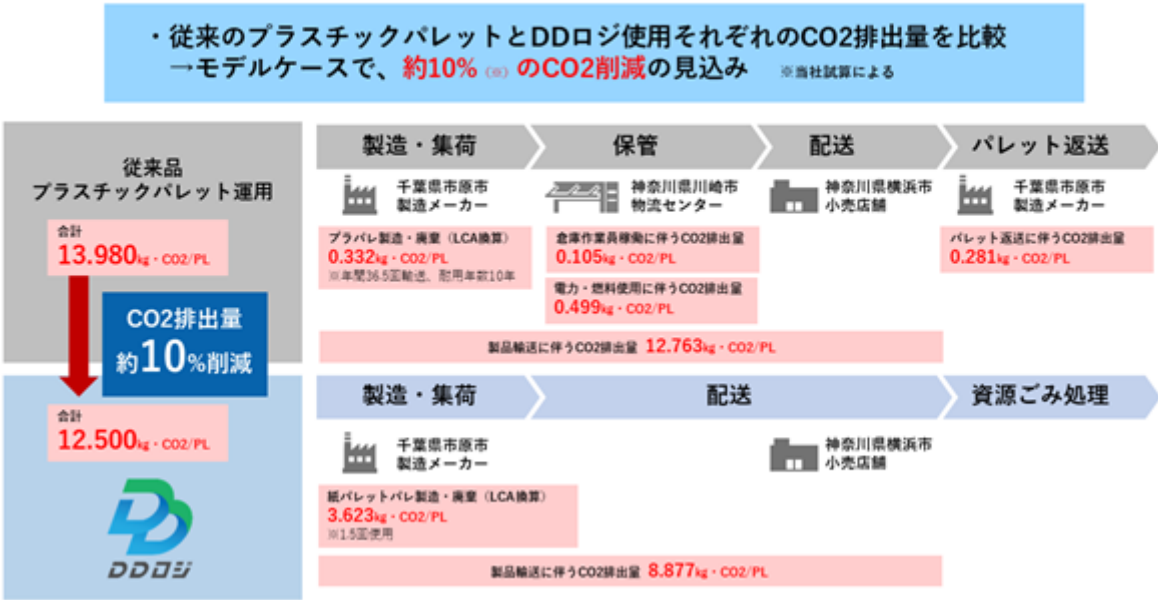 ・従来のプラスチックパレットとDDロジ使用それぞれのCO2排出量を比較
→モデルケースで、約10%（※）のCO2削減の見込み ※当社試算による
従来品
プラスチックパレット運用
合計
13.980kg・CO2/PL
CO2排出量
約10%削減
合計
12.500kg・CO2/PL
DDロジ
製造・集荷
保管
配送
パレット返送
千葉県市原市
製造メーカー
神奈川県川崎市
物流センター
神奈川県横浜市
小売店舗
千葉県市原市
製造メーカー
プラパレ製造・廃棄（LCA換算）
0.332kg・CO2/PL
※年間36.5回輸送、耐用年数10年
倉庫作業員稼働に伴うCO2排出量
0.105kg・CO2/PL
電力・燃料使用に伴うCO2排出量
0.499kg・CO2/PL
パレット返送に伴うCO2排出量
0.281kg・CO2/PL
製品輸送に伴うCO2排出量 12.763kg・CO2/PL
製造・集荷
配送
資源ごみ処理
千葉県市原市
製造メーカー
神奈川県横浜市
小売店舗
紙パレットパレ製造・廃棄（LCA換算）
3.623kg・CO2/PL
※1.5回使用
製品輸送に伴うCO2排出量 8.877kg・CO2/PL